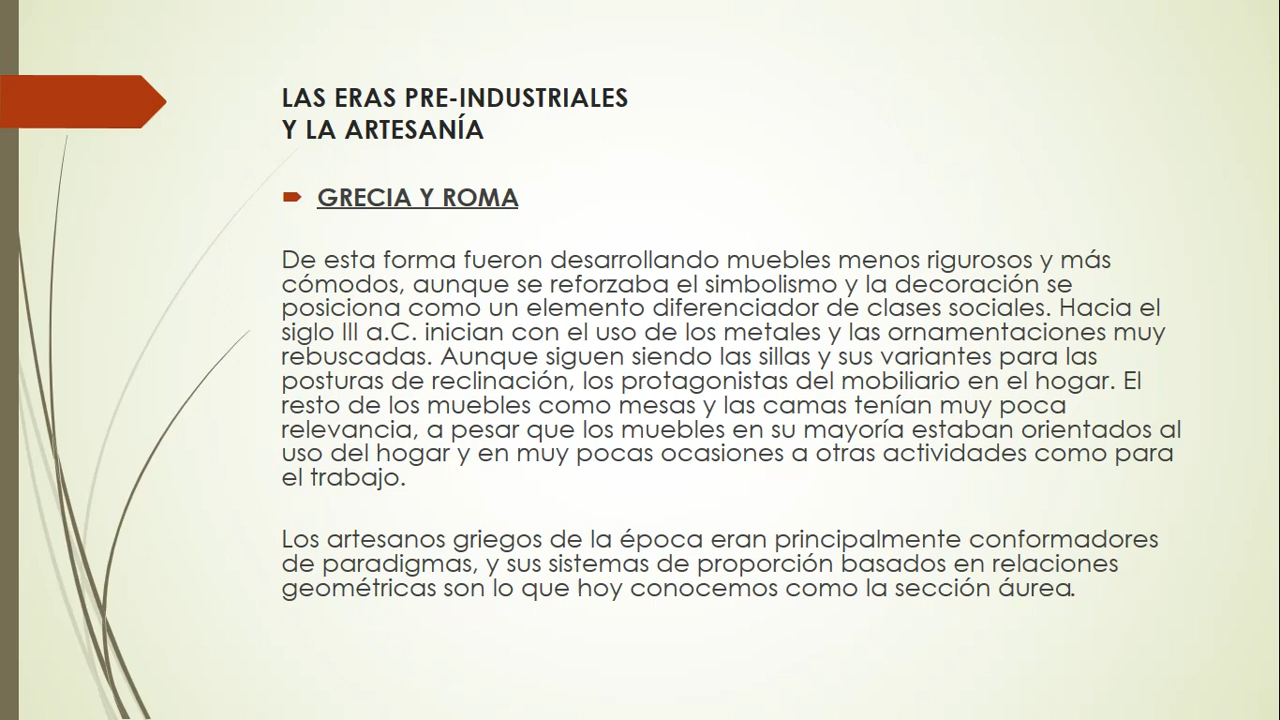 LAS ERAS PRE-INDUSTRIALES
Y LA ARTESANÍA
GRECIA Y ROMA
De esta forma fueron desarrollando muebles menos rigurosos y más
cómodos, aunque se reforzaba el simbolismo y la decoración se
posiciona como un elemento diferenciador de clases sociales. Hacia el
siglo III a.C. inician con el uso de los metales y las ornamentaciones muy
rebuscadas. Aunque siguen siendo las sillas y sus variantes para las
posturas de reclinación, los protagonistas del mobiliario en el hogar. El
resto de los muebles como mesas y las camas tenían muy poca
relevancia, a pesar que los muebles en su mayoría estaban orientados al
uso del hogar y en muy pocas ocasiones a otras actividades como para
el trabajo.
Los artesanos griegos de la época eran principalmente conformadores
de paradigmas, y sus sistemas de proporción basados en relaciones
geométricas son lo que hoy conocemos como la sección áurea.